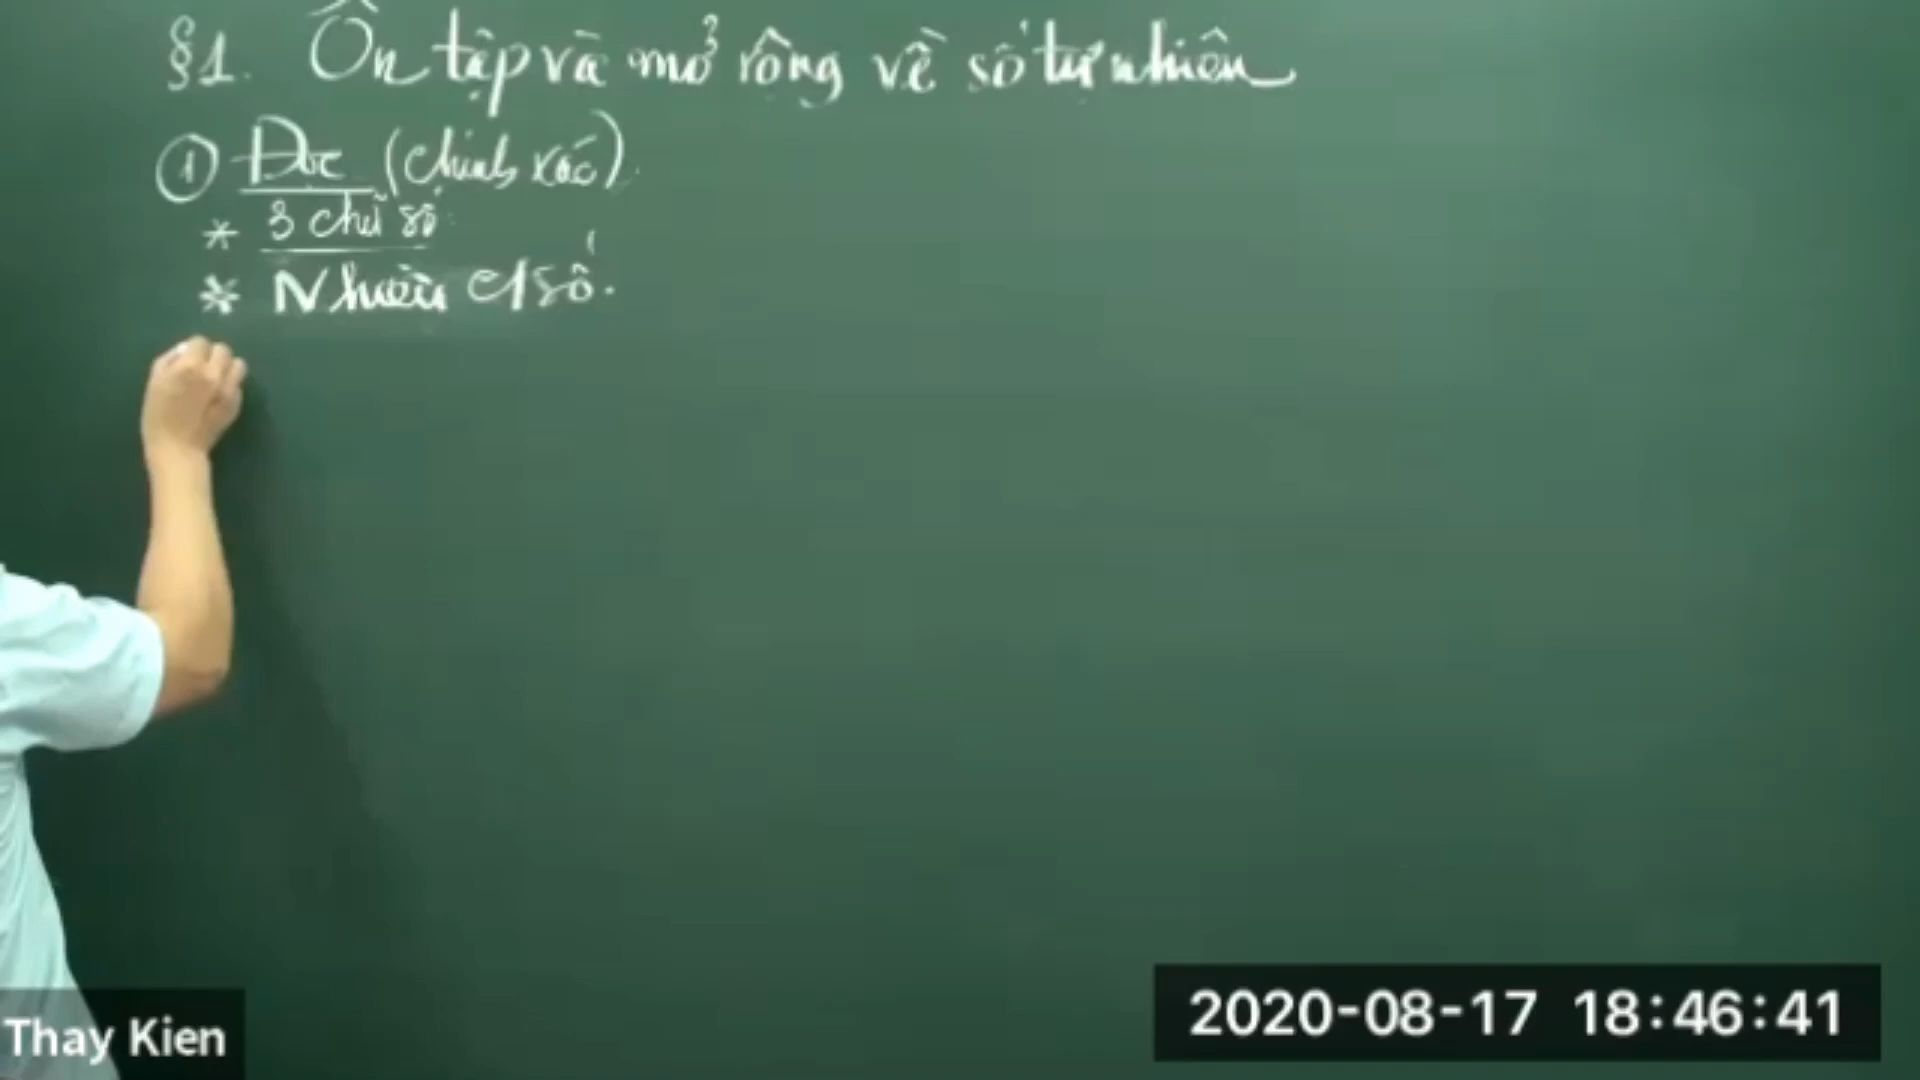 §1. Ôn tập và mở rộng về số tự nhiên
① Đọc (chính xác).
* 3 chữ số
* Nhiều c/số.
Thay Kien
2020-08-17 18:46:41